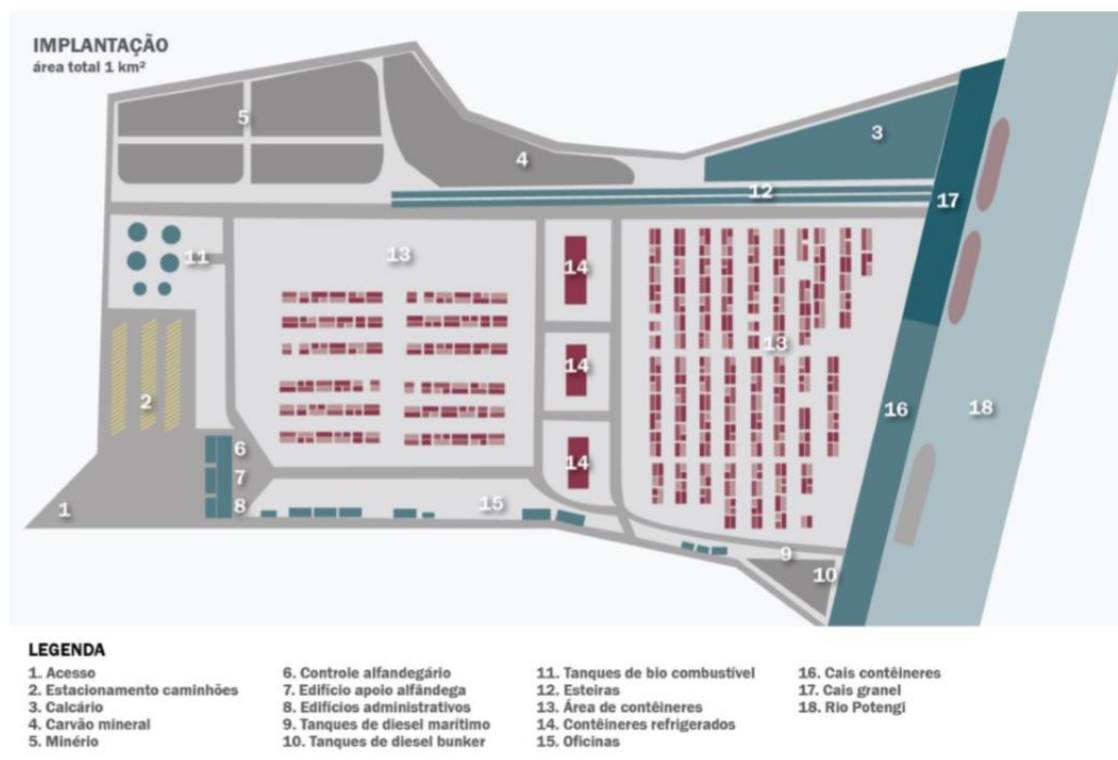 IMPLANTAÇÃO
área total 1 km²
5
4
3
12
17
11
13
14
13
14
2
16
18
6
14
7
15
8
1
9
10
LEGENDA
1. Acesso
2. Estacionamento caminhões
3. Calcário
4. Carvão mineral
5. Minério
6. Controle alfandegário
7. Edifício apoio alfândega
8. Edifícios administrativos
9. Tanques de diesel marítimo
10. Tanques de diesel bunker
11. Tanques de bio combustível
12. Esteiras
13. Área de contêineres
14. Contêineres refrigerados
15. Oficinas
16. Cais contêineres
17. Cais granel
18. Rio Potengi